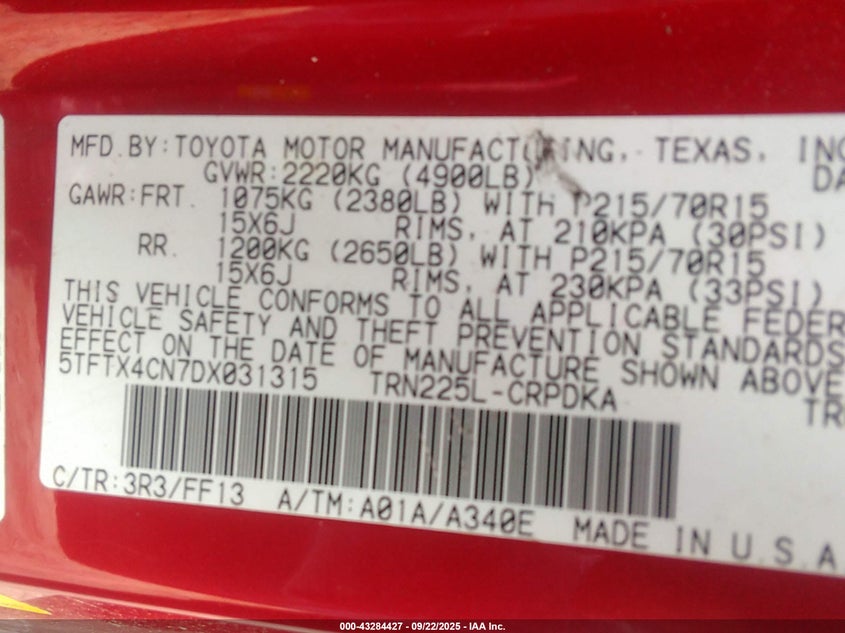 MFD. BY: TOYOTA MOTOR MANUFACTURING, TEXAS, INC
GVWR: 2220KG (4900LB) DA
GAWR: FRT. 1075KG (2380LB) WITH P215/70R15
15X6J RIMS, AT 210KPA (30PSI)
RR. 1200KG (2650LB) WITH P215/70R15
15X6J RIMS, AT 230KPA (33PSI)
THIS VEHICLE CONFORMS TO ALL APPLICABLE FEDER
VEHICLE SAFETY AND THEFT PREVENTION STANDARDS
EFFECT ON THE DATE OF MANUFACTURE SHOWN ABOVE
5TFTX4CN7DX031315 TRN225L-CRPDKA TR
C/TR: 3R3/FF13 A/TM: A01A/A340E MADE IN U.S.A
000-43284427 - 09/22/2025 - IAA Inc.